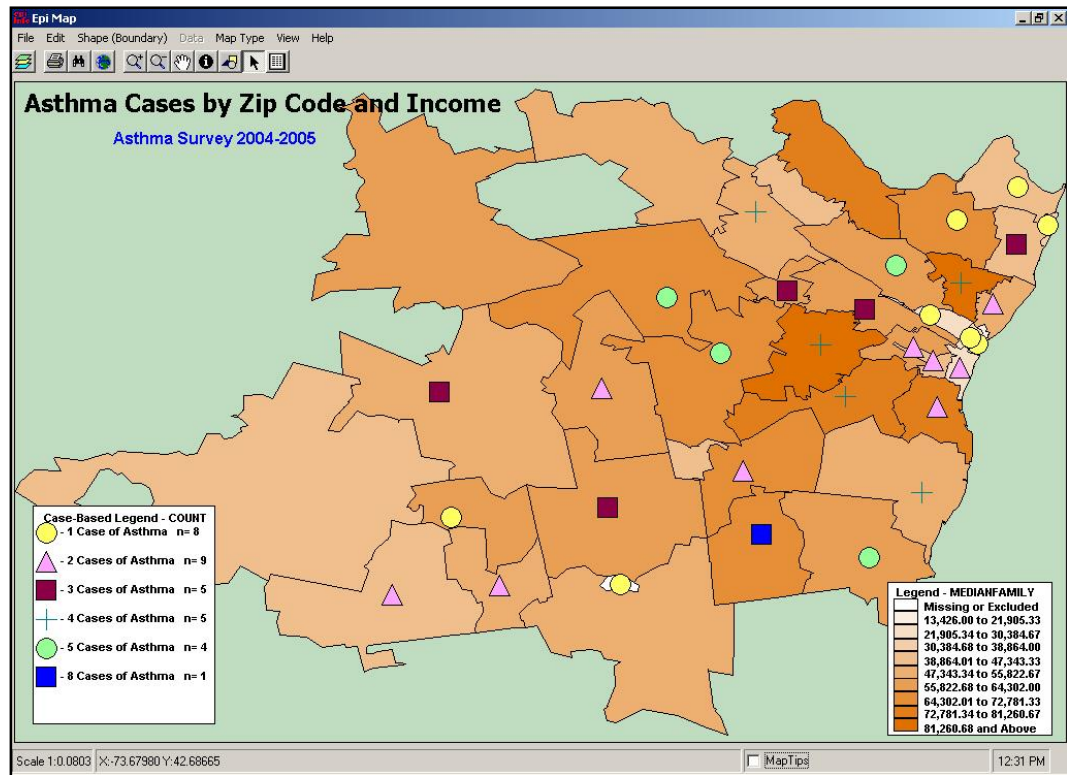 Epi Map
File Edit Shape (Boundary) Data Map Type View Help
Asthma Cases by Zip Code and Income
Asthma Survey 2004-2005
Case-Based Legend - COUNT
- 1 Case of Asthma n= 8
- 2 Cases of Asthma n= 9
- 3 Cases of Asthma n= 5
- 4 Cases of Asthma n= 5
- 5 Cases of Asthma n= 4
- 8 Cases of Asthma n= 1
Legend - MEDIANFAMILY
Missing or Excluded
13,426.00 to 21,905.33
21,905.34 to 30,384.67
30,384.68 to 38,864.00
38,864.01 to 47,343.33
47,343.34 to 55,822.67
55,822.68 to 64,302.00
64,302.01 to 72,781.33
72,781.34 to 81,260.67
81,260.68 and Above
Scale 1:0.0803 X:-73.67980 Y:42.68665 MapTips 12:31 PM